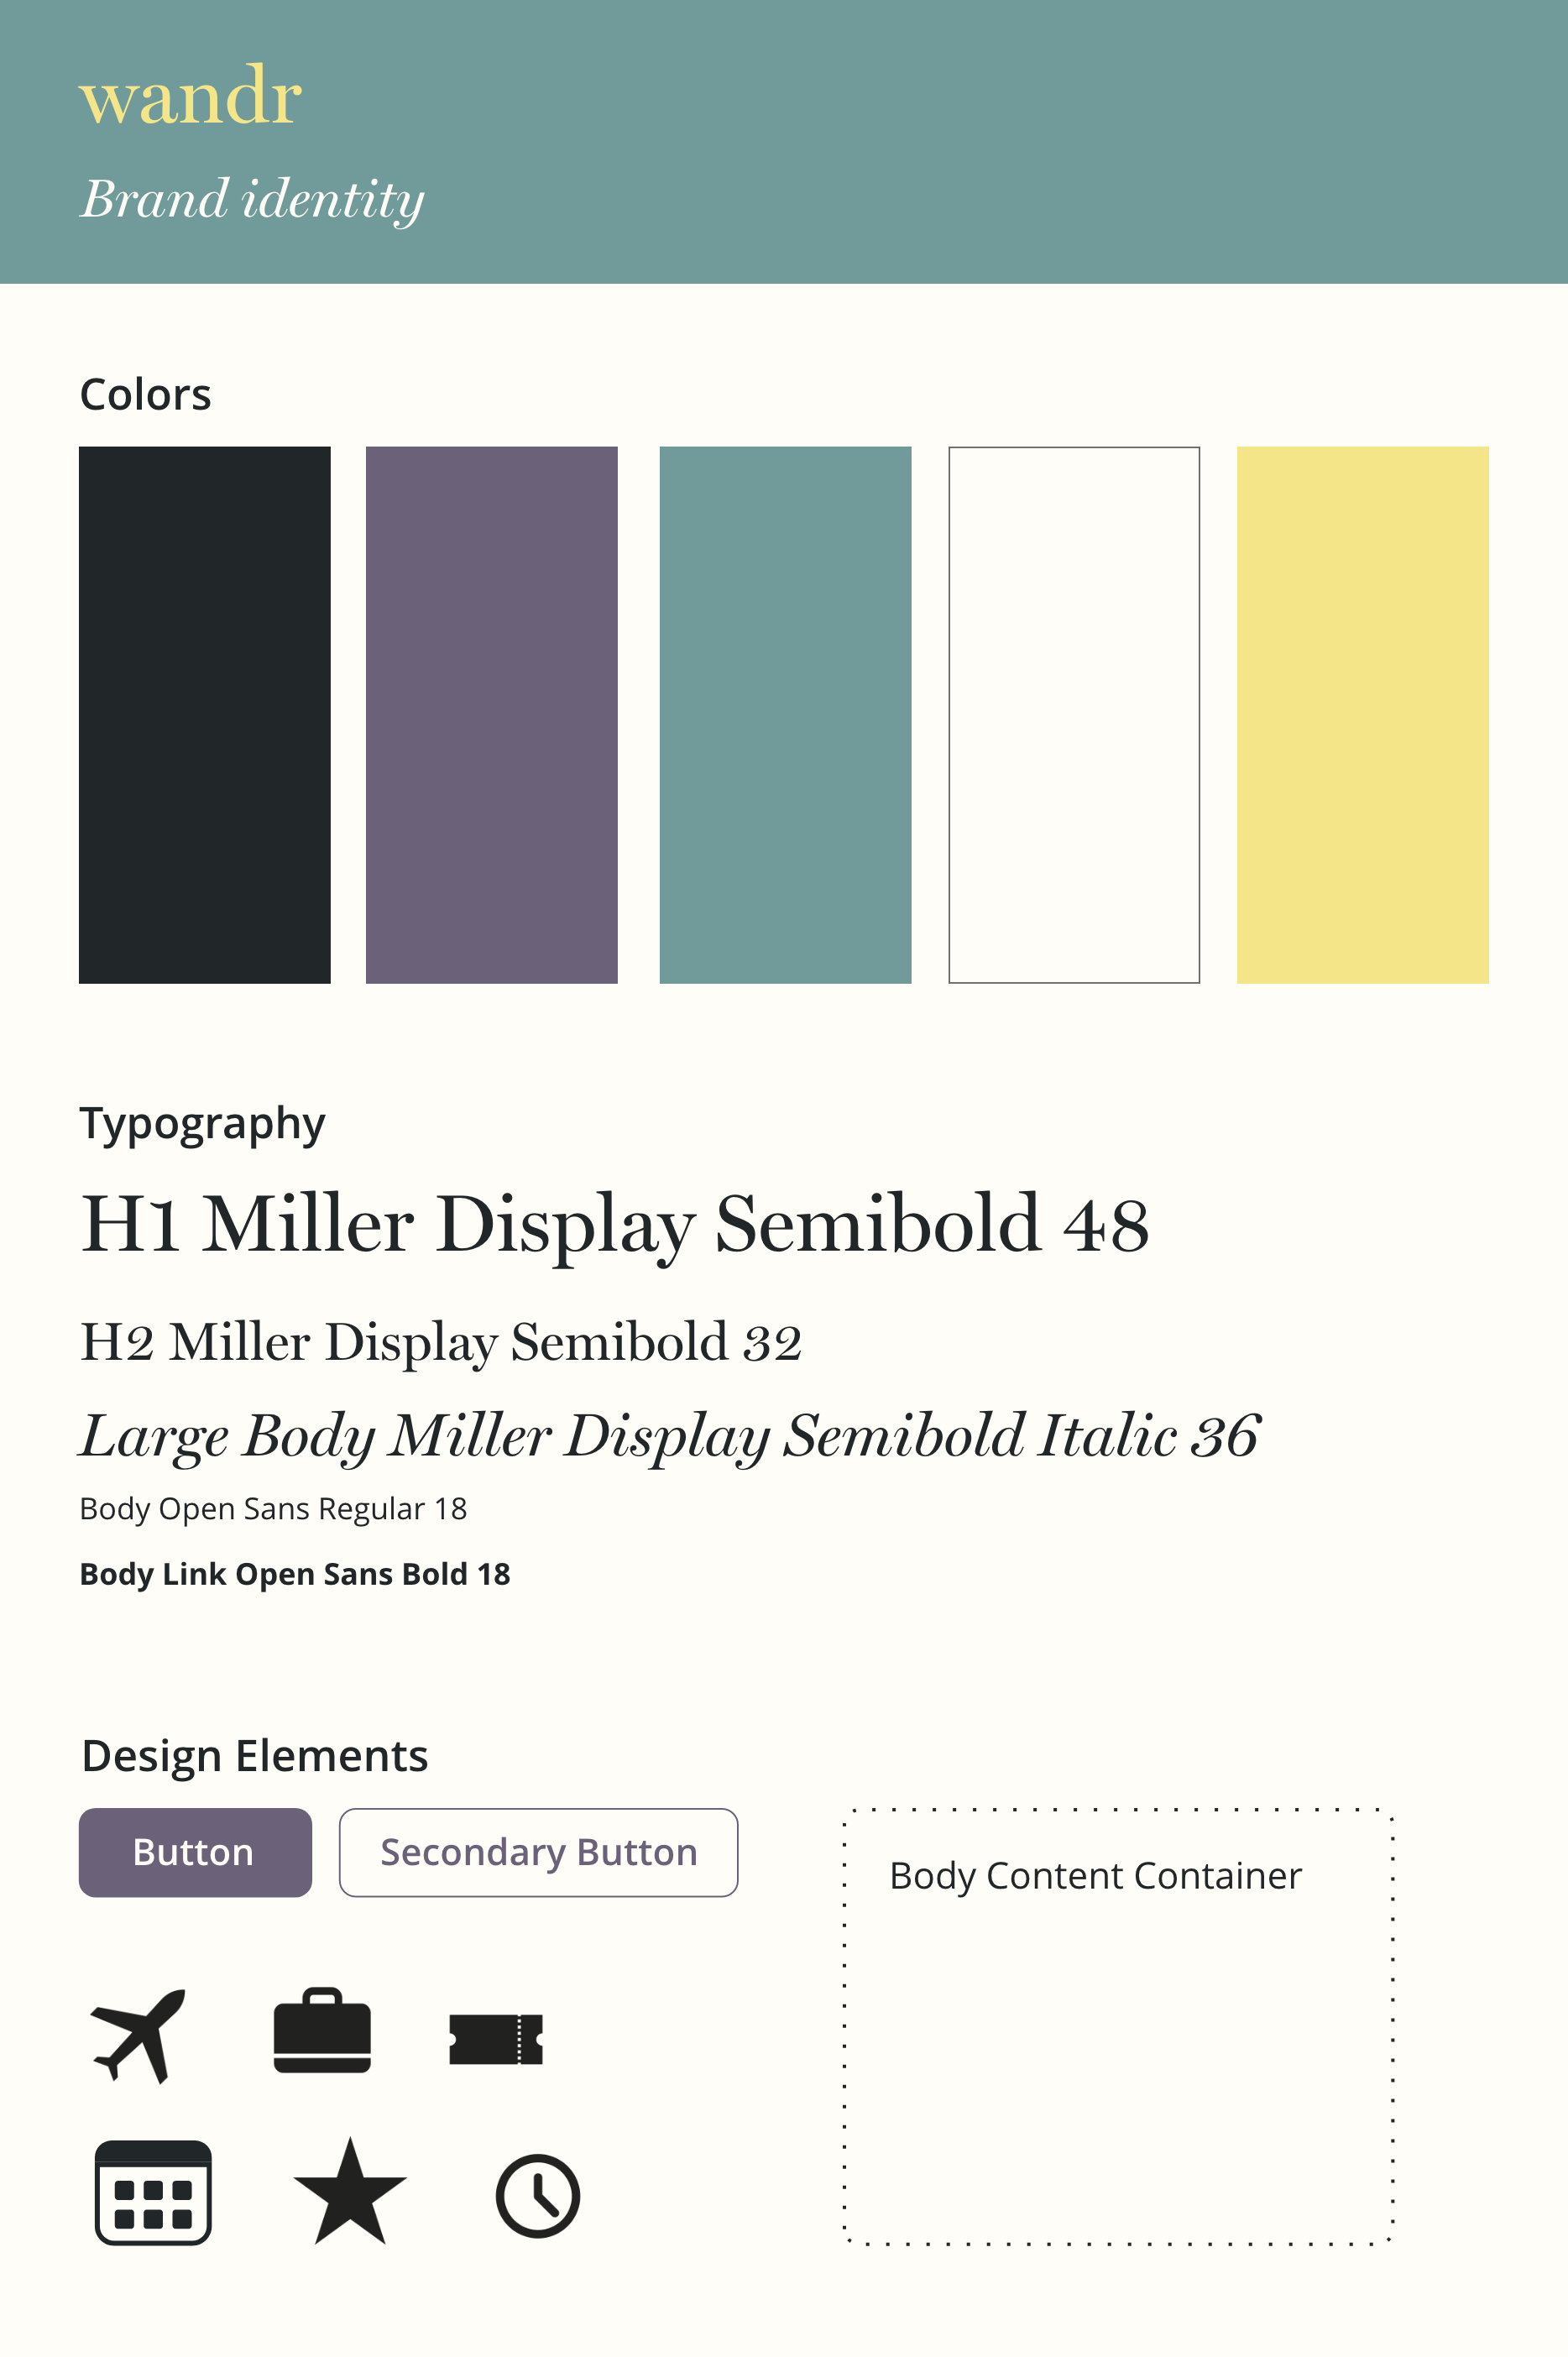 wandr
Brand identity
Colors
Typography
H1 Miller Display Semibold 48
H2 Miller Display Semibold 32
Large Body Miller Display Semibold Italic 36
Body Open Sans Regular 18
Body Link Open Sans Bold 18
Design Elements
Button
Secondary Button
Body Content Container